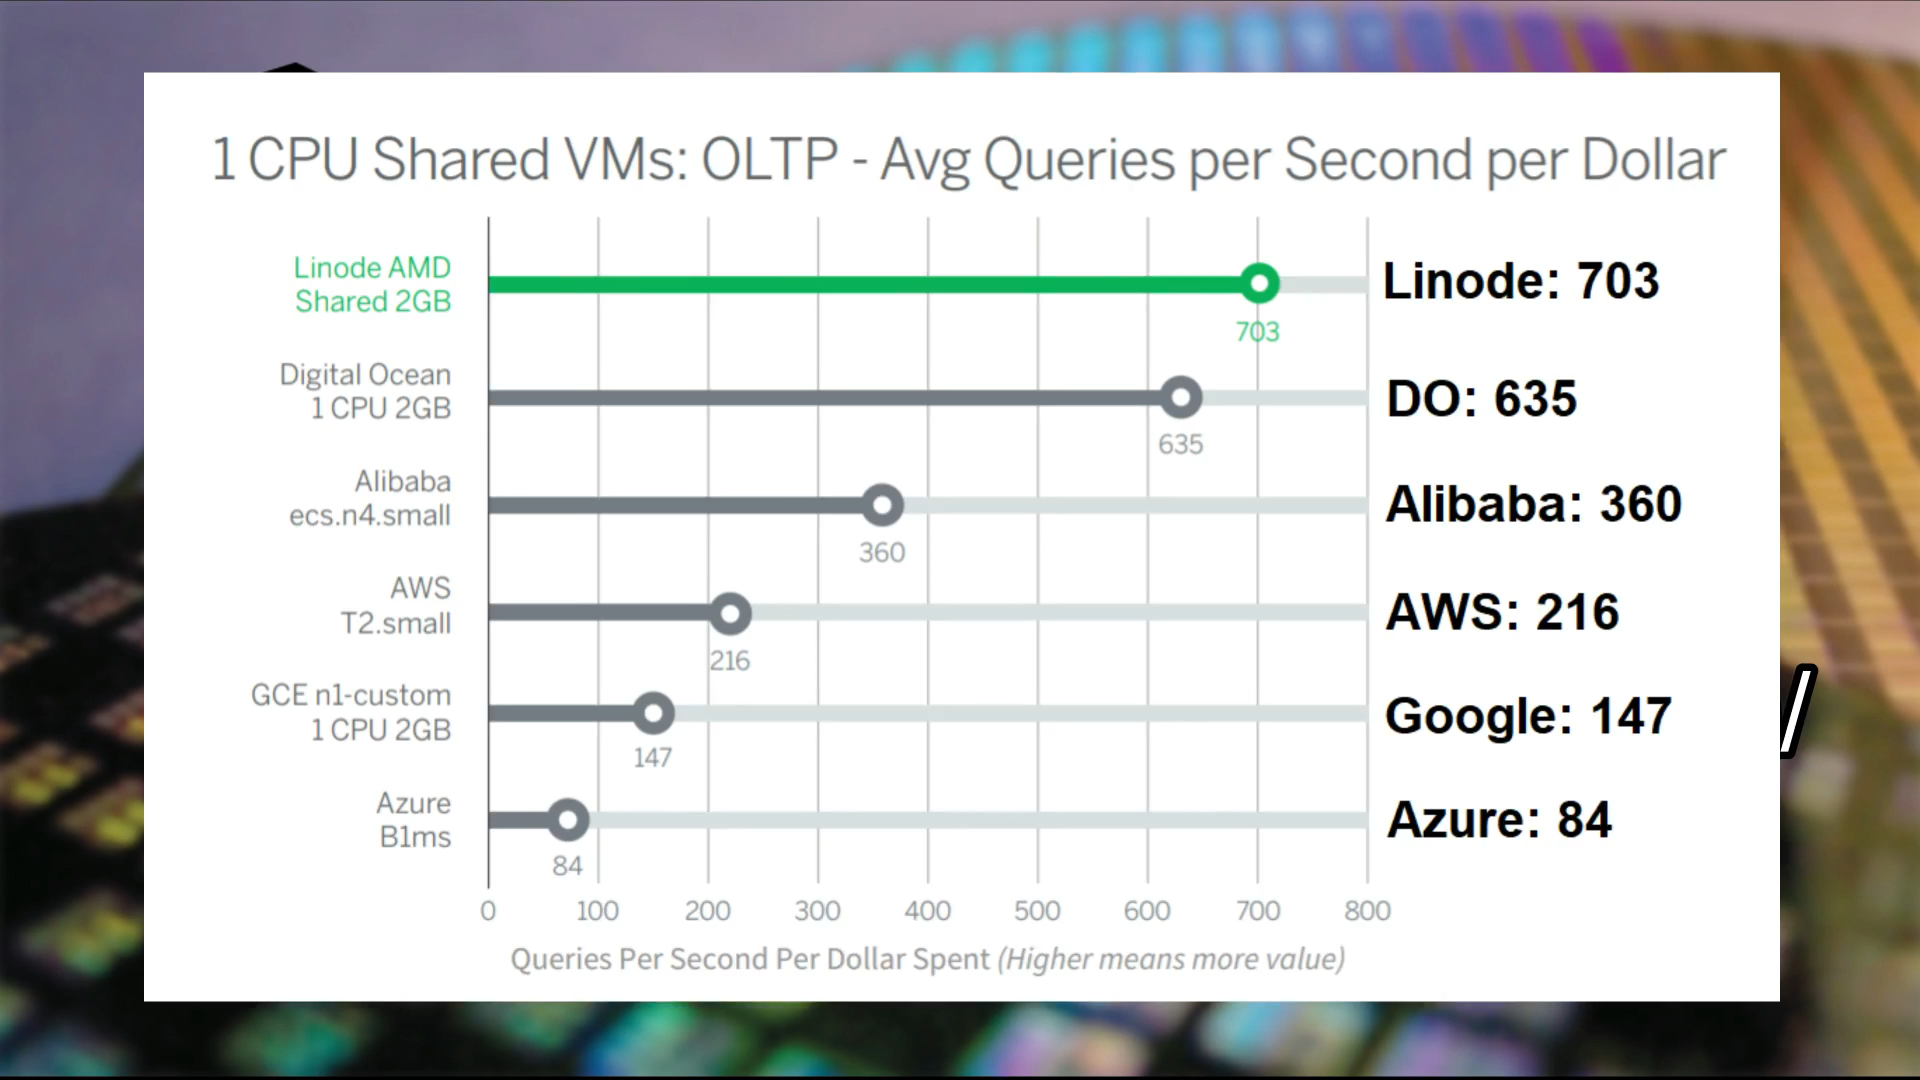 1 CPU Shared VMs: OLTP - Avg Queries per Second per Dollar
Linode AMD
Shared 2GB
703
Linode: 703
Digital Ocean
1 CPU 2GB
635
DO: 635
Alibaba
ecs.n4.small
360
Alibaba: 360
AWS
T2.small
216
AWS: 216
GCE n1-custom
1 CPU 2GB
147
Google: 147
/
Azure
B1ms
84
Azure: 84
0 100 200 300 400 500 600 700 800
Queries Per Second Per Dollar Spent (Higher means more value)